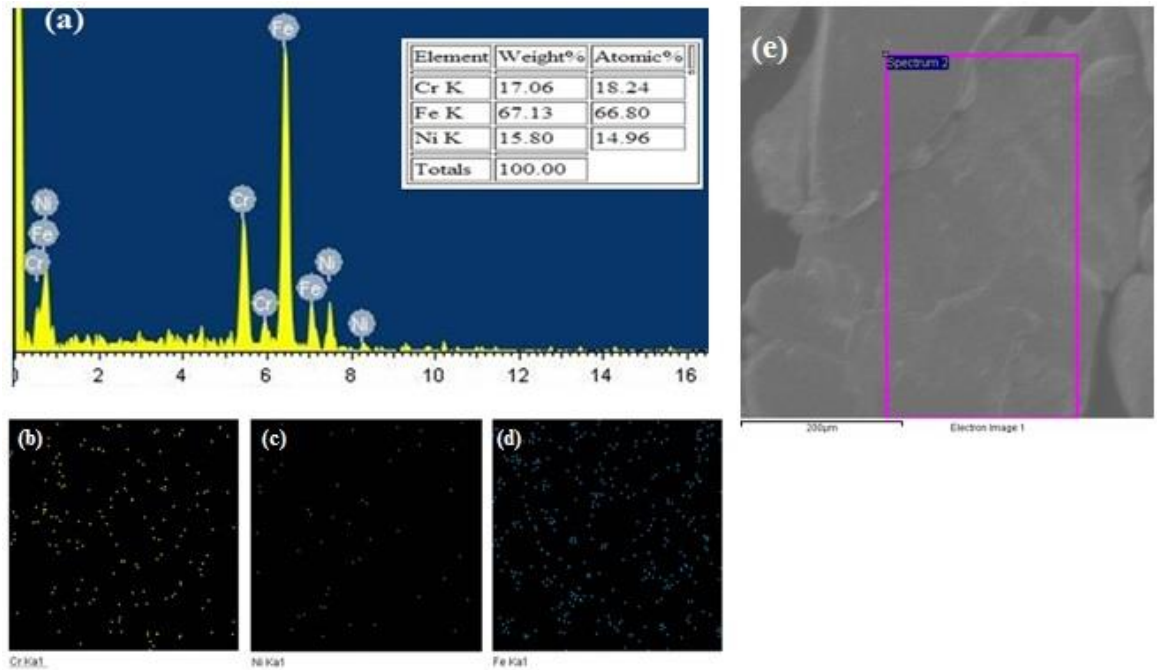 (a)
Fe
Element Weight% Atomic%
Cr K 17.06 18.24
Fe K 67.13 66.80
Ni K 15.80 14.96
Totals 100.00
Ni
Fe
Cr
Cr
Cr
Fe
Ni
Ni
2 4 6 8 10 12 14 16
(e)
Spectrum 2
200µm Electron Image 1
(b)
Cr Ka1
(c)
Ni Ka1
(d)
Fe Ka1